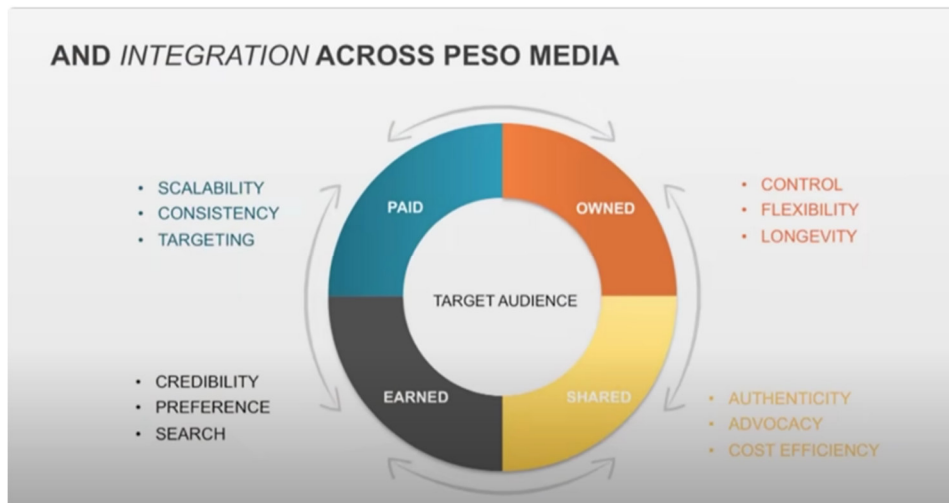 AND INTEGRATION ACROSS PESO MEDIA
• SCALABILITY
• CONSISTENCY
• TARGETING
PAID
OWNED
• CONTROL
• FLEXIBILITY
• LONGEVITY
TARGET AUDIENCE
• CREDIBILITY
• PREFERENCE
• SEARCH
EARNED
SHARED
• AUTHENTICITY
• ADVOCACY
• COST EFFICIENCY